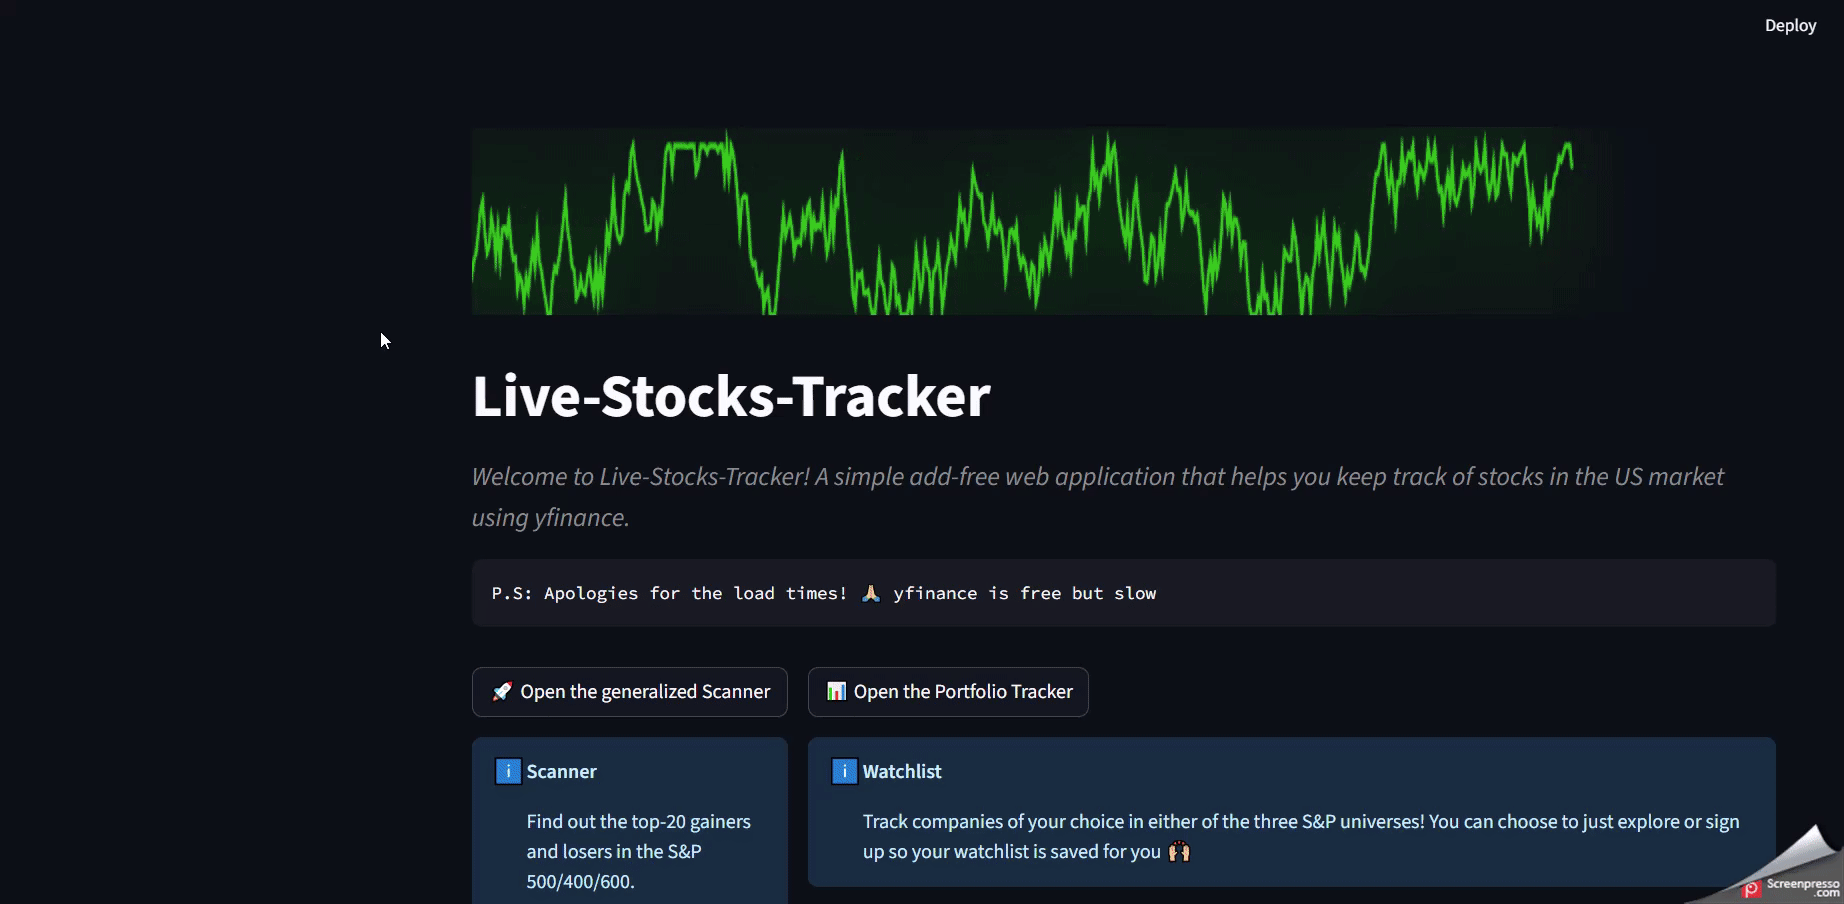 Deploy
Live-Stocks-Tracker
Welcome to Live-Stocks-Tracker! A simple add-free web application that helps you keep track of stocks in the US market
using yfinance.
P.S: Apologies for the load times! 🙏🏼 yfinance is free but slow
🚀 Open the generalized Scanner
📊 Open the Portfolio Tracker
ℹ️ Scanner
Find out the top-20 gainers
and losers in the S&P
500/400/600.
ℹ️ Watchlist
Track companies of your choice in either of the three S&P universes! You can choose to just explore or sign
up so your watchlist is saved for you 🙌🏼
Screenpresso
.com